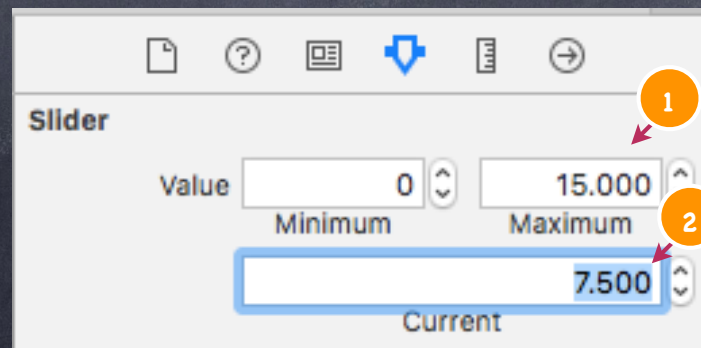 ?
Slider
1
Value 0 15.000
Minimum Maximum
2
7.500
Current